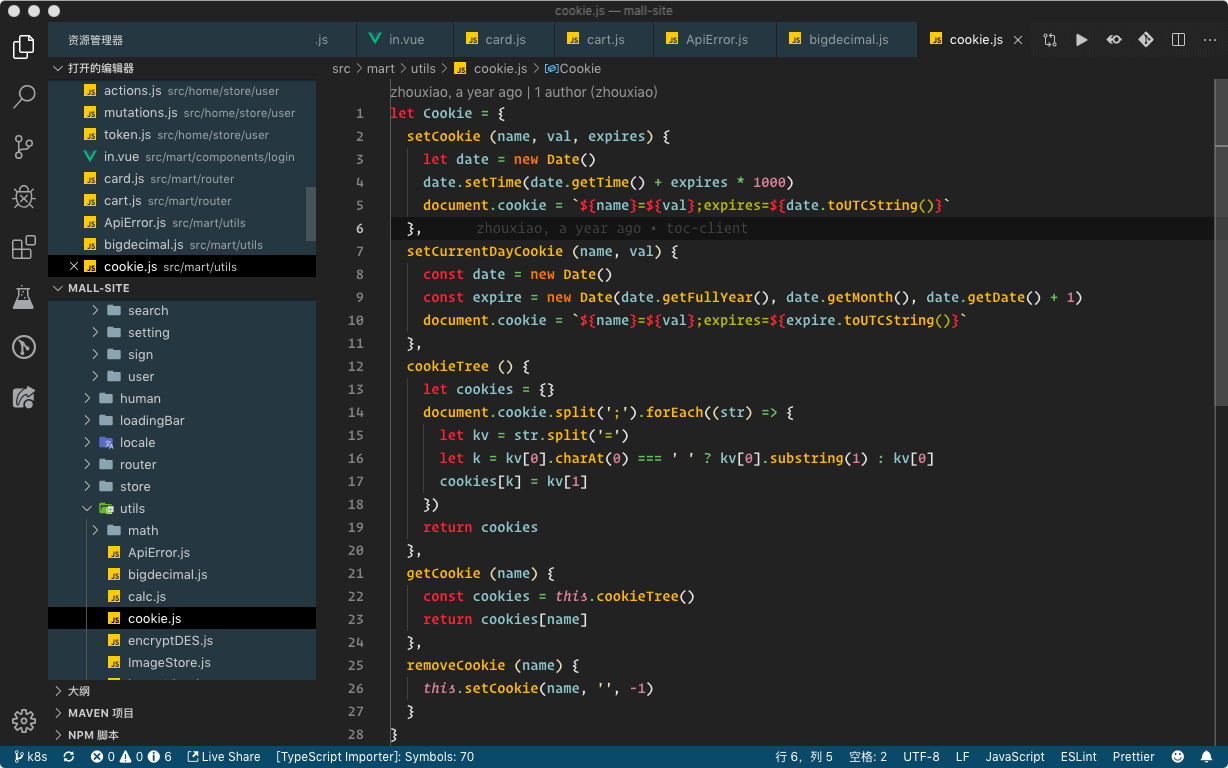 cookie.js — mall-site
资源管理器
.js
in.vue
card.js
cart.js
ApiError.js
bigdecimal.js
cookie.js
打开的编辑器
actions.js src/home/store/user
mutations.js src/home/store/user
token.js src/home/store/user
in.vue src/mart/components/login
card.js src/mart/router
cart.js src/mart/router
ApiError.js src/mart/utils
bigdecimal.js src/mart/utils
cookie.js src/mart/utils
MALL-SITE
search
setting
sign
user
human
loadingBar
locale
router
store
utils
math
ApiError.js
bigdecimal.js
calc.js
cookie.js
encryptDES.js
ImageStore.js
大纲
MAVEN 项目
NPM 脚本
src > mart > utils > cookie.js > Cookie
zhouxiao, a year ago | 1 author (zhouxiao)
1 let Cookie = {
2 setCookie (name, val, expires) {
3 let date = new Date()
4 date.setTime(date.getTime() + expires * 1000)
5 document.cookie = `${name}=${val};expires=${date.toUTCString()}`
6 }, zhouxiao, a year ago • toc-client
7 setCurrentDayCookie (name, val) {
8 const date = new Date()
9 const expire = new Date(date.getFullYear(), date.getMonth(), date.getDate() + 1)
10 document.cookie = `${name}=${val};expires=${expire.toUTCString()}`
11 },
12 cookieTree () {
13 let cookies = {}
14 document.cookie.split(';').forEach((str) => {
15 let kv = str.split('=')
16 let k = kv[0].charAt(0) === ' ' ? kv[0].substring(1) : kv[0]
17 cookies[k] = kv[1]
18 })
19 return cookies
20 },
21 getCookie (name) {
22 const cookies = this.cookieTree()
23 return cookies[name]
24 },
25 removeCookie (name) {
26 this.setCookie(name, '', -1)
27 }
28 }
k8s 0 0 6 Live Share [TypeScript Importer]: Symbols: 70 行 6，列 5 空格: 2 UTF-8 LF JavaScript ESLint Prettier